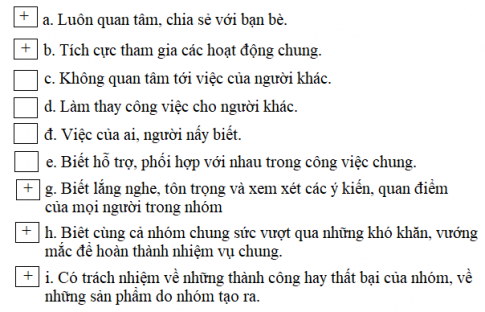 + a. Luôn quan tâm, chia sẻ với bạn bè.
+ b. Tích cực tham gia các hoạt động chung.
c. Không quan tâm tới việc của người khác.
d. Làm thay công việc cho người khác.
đ. Việc của ai, người nấy biết.
e. Biết hỗ trợ, phối hợp với nhau trong công việc chung.
+ g. Biết lắng nghe, tôn trọng và xem xét các ý kiến, quan điểm
của mọi người trong nhóm
+ h. Biêt cùng cả nhóm chung sức vượt qua những khó khăn, vướng
mắc để hoàn thành nhiệm vụ chung.
+ i. Có trách nhiệm về những thành công hay thất bại của nhóm, về
những sản phẩm do nhóm tạo ra.